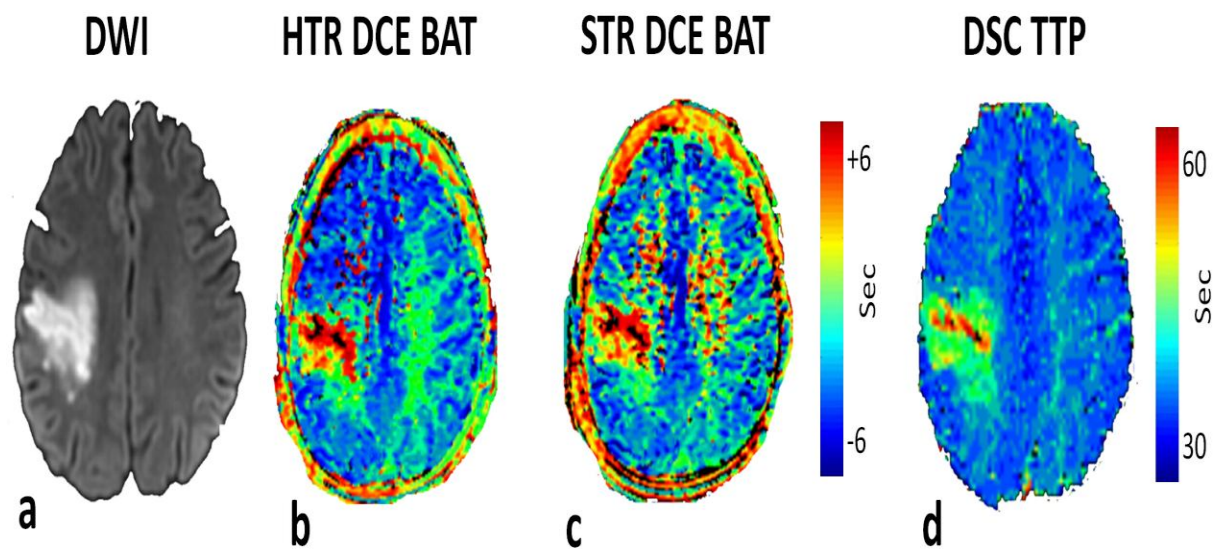 DWI
HTR DCE BAT
STR DCE BAT
DSC TTP
+6
Sec
-6
60
Sec
30
a
b
c
d